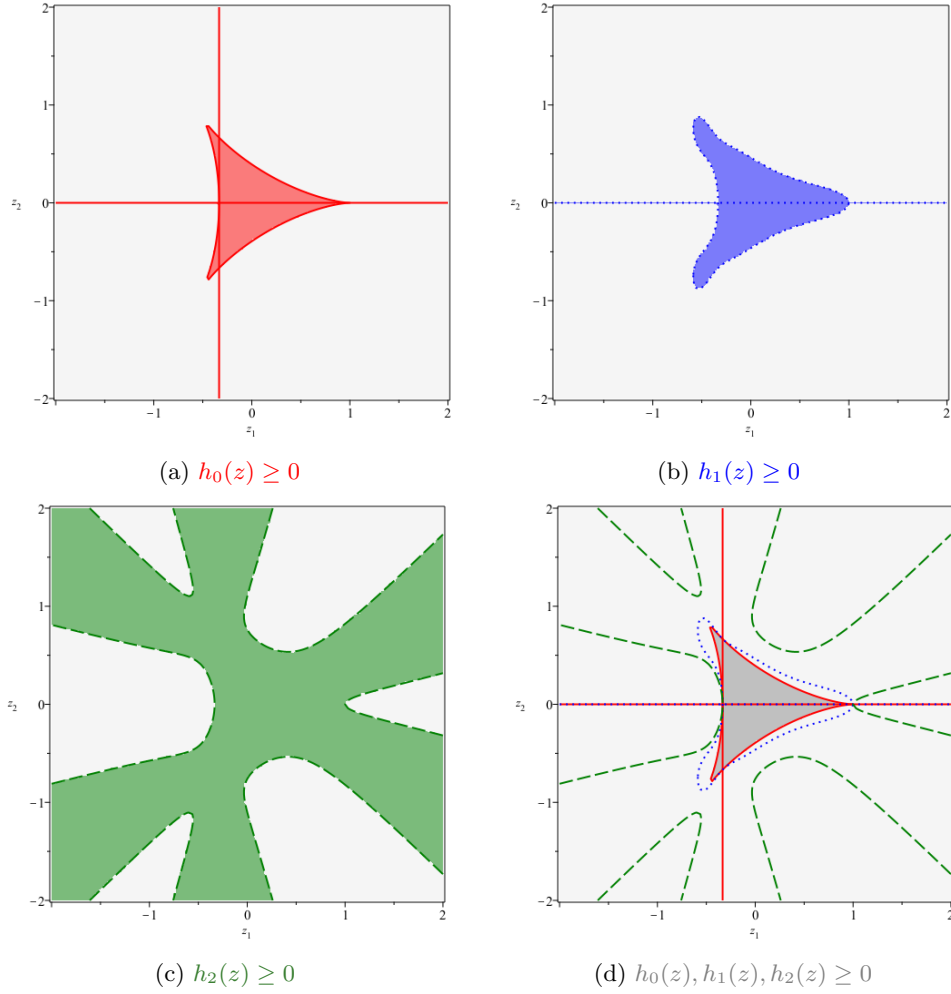 2
1
z₂ 0
−1
−2
−1 0 1 2
z₁
(a) h₀(z) ≥ 0
2
1
z₂ 0
−1
−2
−1 0 1 2
z₁
(b) h₁(z) ≥ 0
2
1
z₂ 0
−1
−2
−1 0 1 2
z₁
(c) h₂(z) ≥ 0
2
1
z₂ 0
−1
−2
−1 0 1 2
z₁
(d) h₀(z), h₁(z), h₂(z) ≥ 0